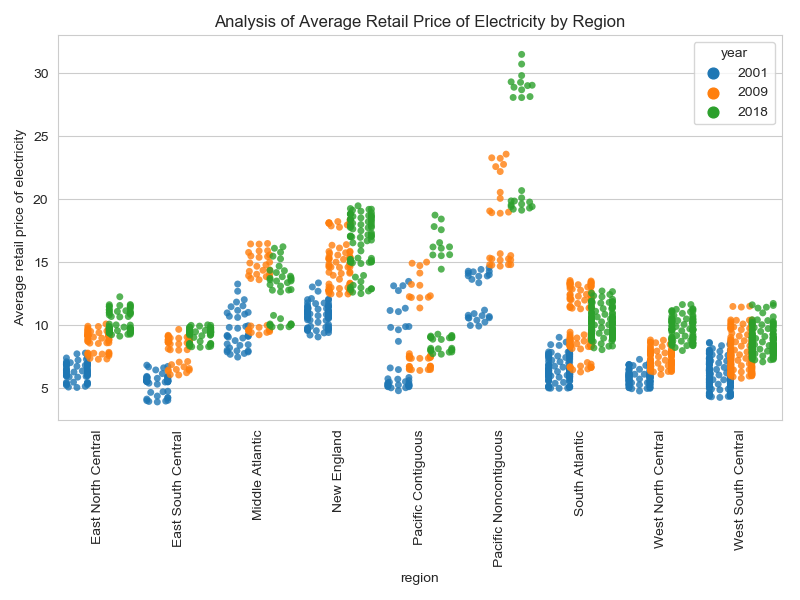 Analysis of Average Retail Price of Electricity by Region
Average retail price of electricity
30
25
20
15
10
5
year
2001
2009
2018
East North Central
East South Central
Middle Atlantic
New England
Pacific Contiguous
Pacific Noncontiguous
South Atlantic
West North Central
West South Central
region